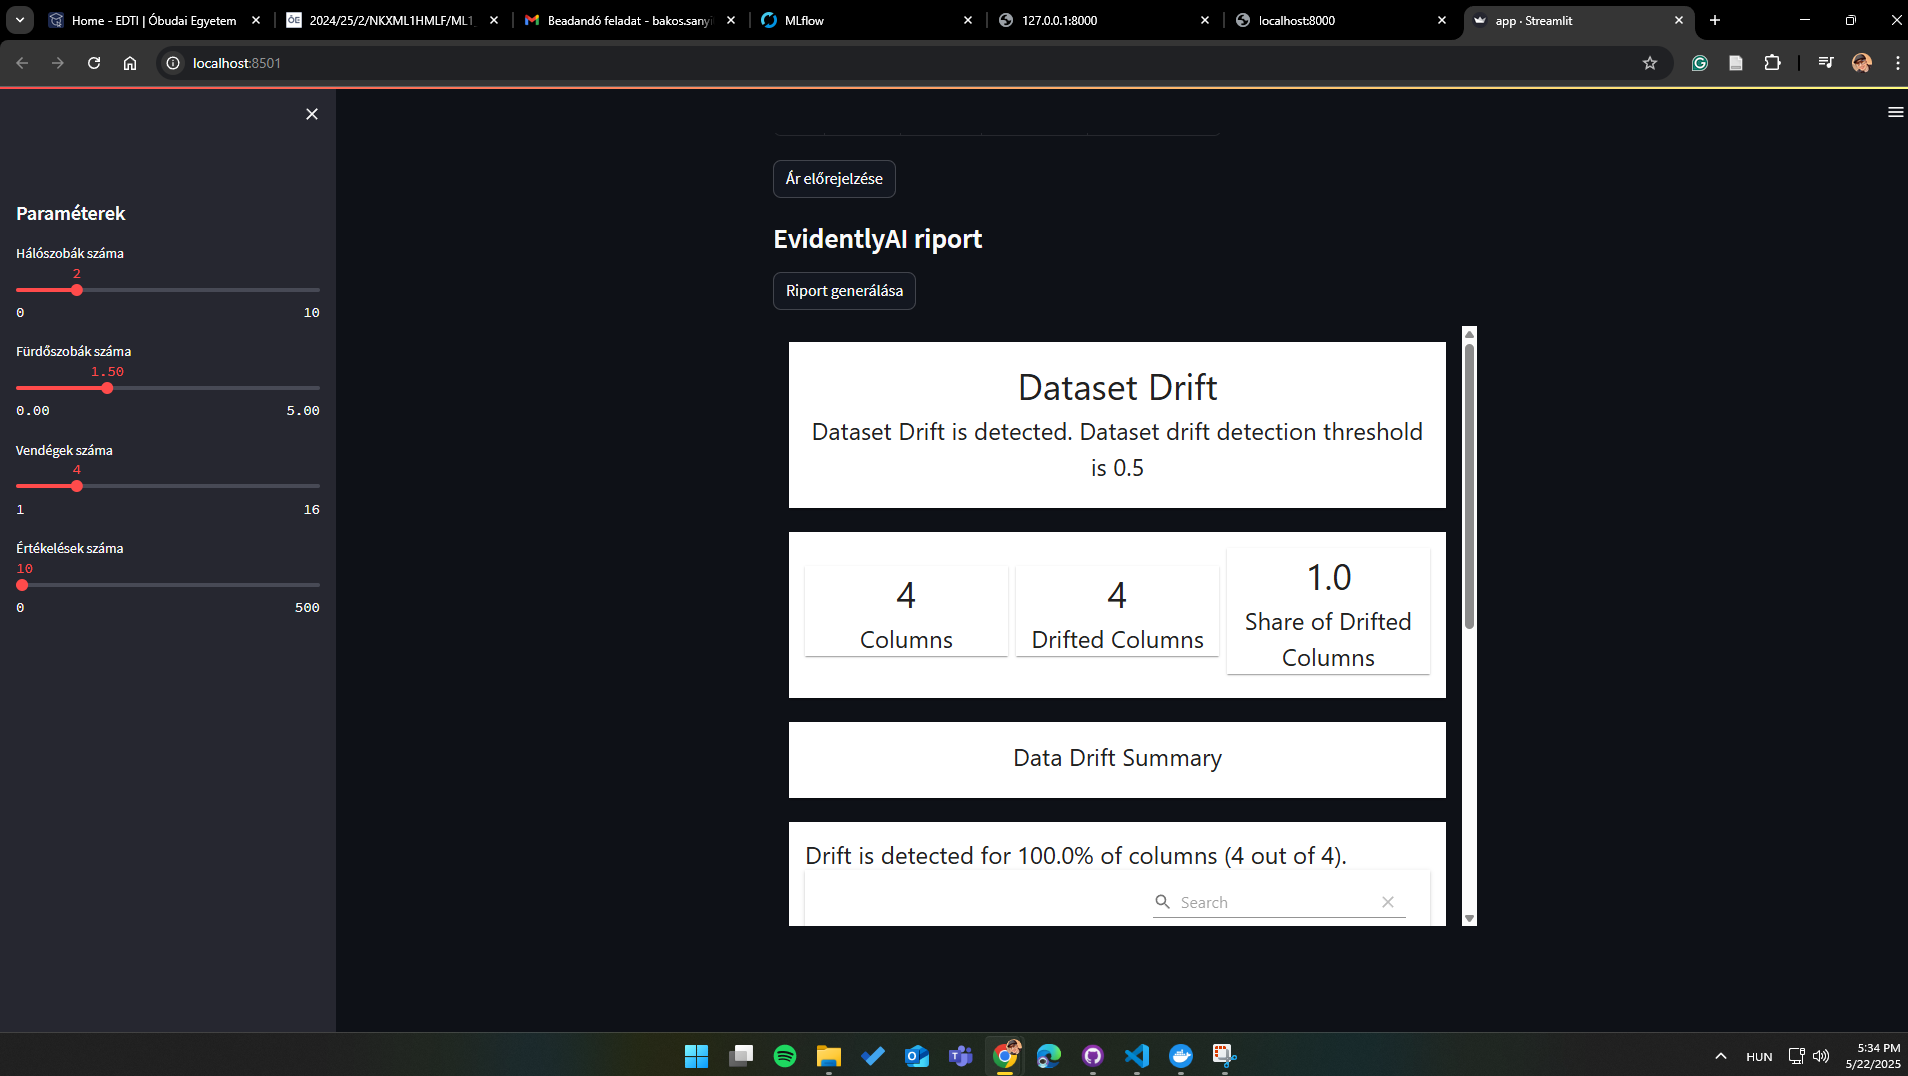 Home - EDTI | Óbudai Egyetem
2024/25/2/NKXML1HMLF/ML1_
Beadandó feladat - bakos.sanyi
MLflow
127.0.0.1:8000
localhost:8000
app · Streamlit
localhost:8501
Paraméterek
Hálószobák száma
2
0 10
Fürdőszobák száma
1.50
0.00 5.00
Vendégek száma
4
1 16
Értékelések száma
10
0 500
Ár előrejelzése
EvidentlyAI riport
Riport generálása
Dataset Drift
Dataset Drift is detected. Dataset drift detection threshold
is 0.5
4
Columns
4
Drifted Columns
1.0
Share of Drifted
Columns
Data Drift Summary
Drift is detected for 100.0% of columns (4 out of 4).
Search
HUN
5:34 PM
5/22/2025